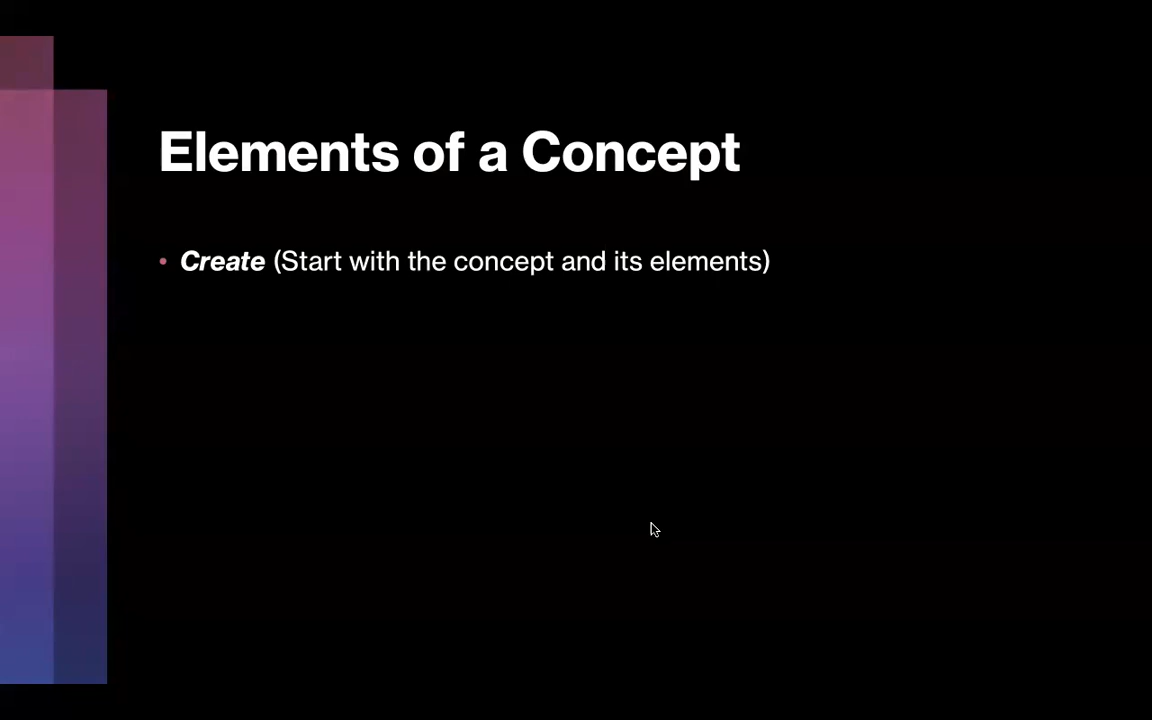 Elements of a Concept
• Create (Start with the concept and its elements)